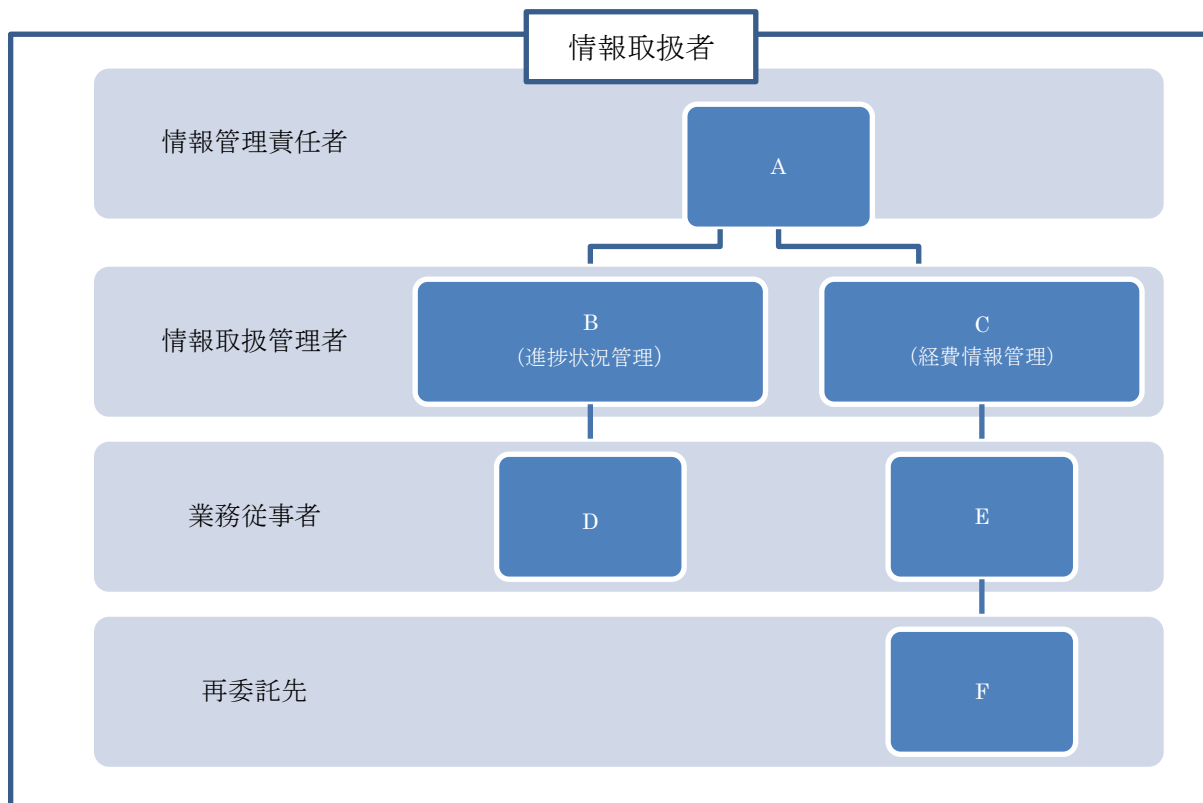 情報取扱者
情報管理責任者
A
情報取扱管理者
B
（進捗状況管理）
C
（経費情報管理）
業務従事者
D
E
再委託先
F